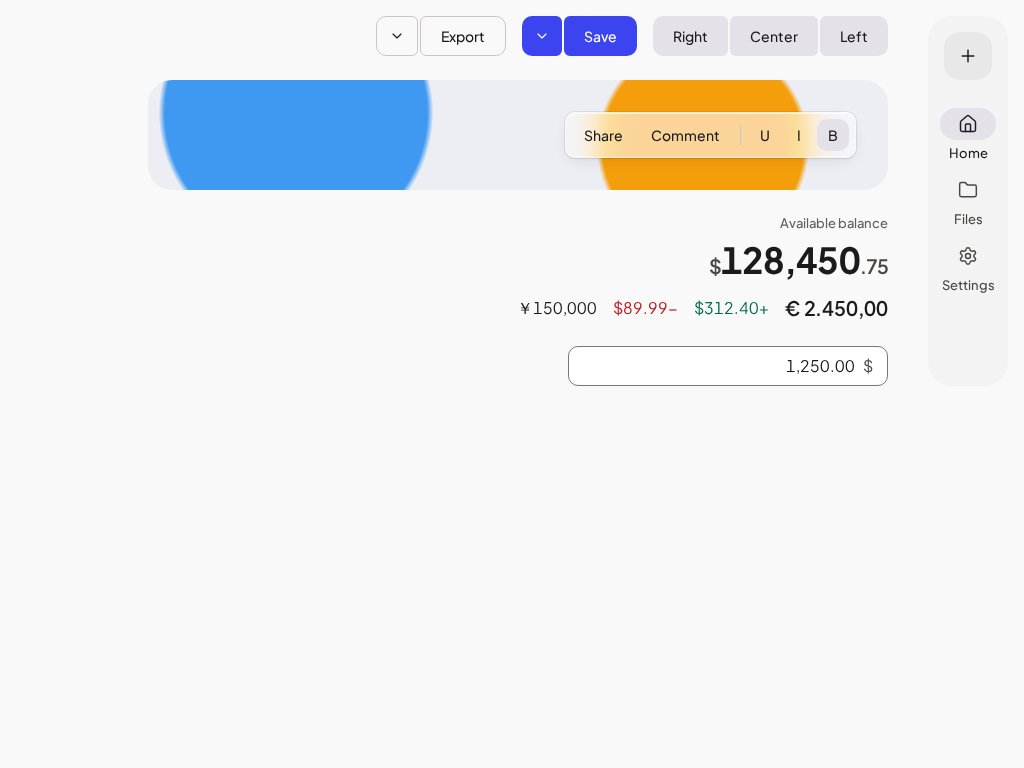 Export
Save
Right
Center
Left
Share
Comment
U
I
B
Available balance
$128,450.75
¥150,000
$89.99−
$312.40+
€ 2.450,00
1,250.00 $
Home
Files
Settings